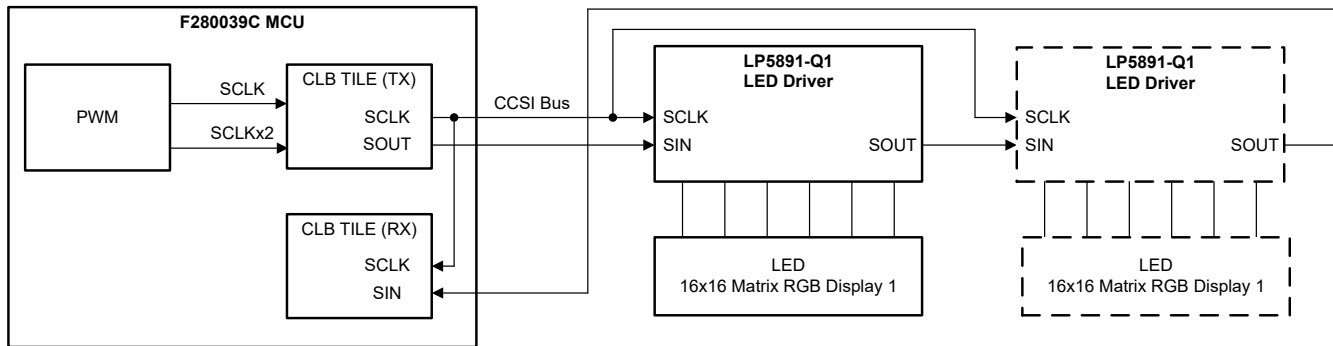 F280039C MCU
PWM
SCLK
SCLKx2
CLB TILE (TX)
SCLK
SOUT
CLB TILE (RX)
SCLK
SIN
CCSI Bus
LP5891-Q1
LED Driver
SCLK
SIN
SOUT
LED
16x16 Matrix RGB Display 1
LP5891-Q1
LED Driver
SCLK
SIN
SOUT
LED
16x16 Matrix RGB Display 1